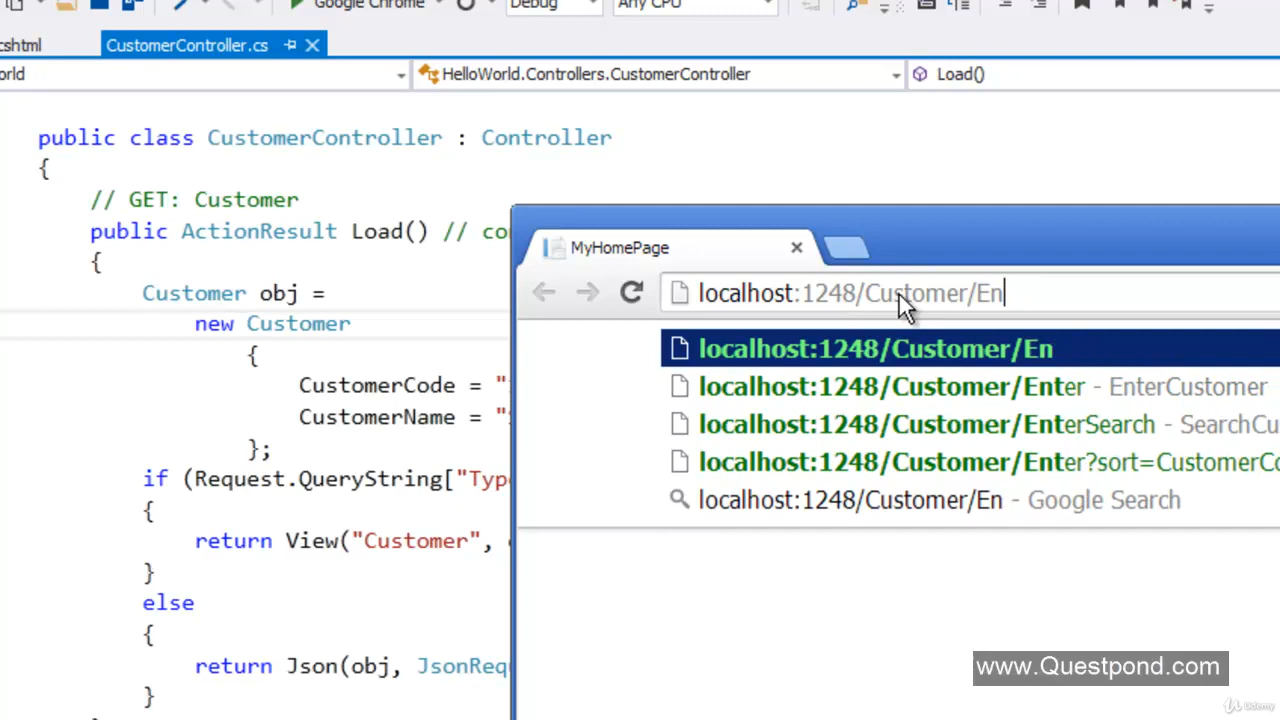 Google Chrome Debug Any CPU
cshtml CustomerController.cs
HelloWorld.Controllers.CustomerController Load()
public class CustomerController : Controller
{
// GET: Customer
public ActionResult Load() //
{
Customer obj =
new Customer
{
CustomerCode = "
CustomerName = "
};
if (Request.QueryString["Typ
{
return View("Customer",
}
else
{
return Json(obj, JsonReq
}
MyHomePage
localhost:1248/Customer/En
localhost:1248/Customer/En
localhost:1248/Customer/Enter - EnterCustomer
localhost:1248/Customer/EnterSearch - SearchCu
localhost:1248/Customer/Enter?sort=CustomerCo
localhost:1248/Customer/En - Google Search
www.Questpond.com
Udemy